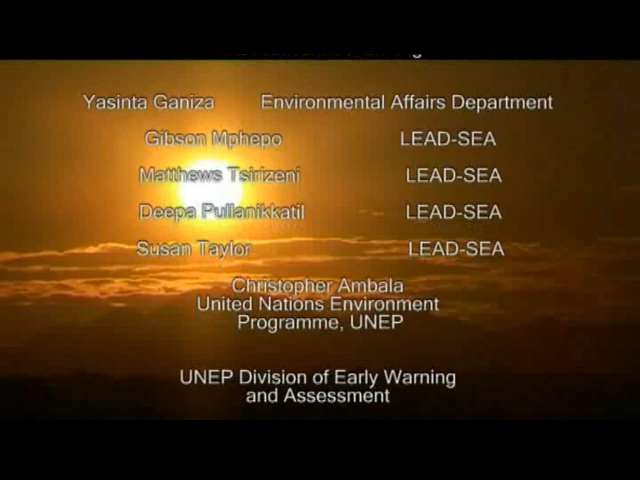 Yasinta Ganiza Environmental Affairs Department
Gibson Mphepo LEAD-SEA
Matthews Tsirizeni LEAD-SEA
Deepa Pullanikkatil LEAD-SEA
Susan Taylor LEAD-SEA
Christopher Ambala
United Nations Environment
Programme, UNEP
UNEP Division of Early Warning
and Assessment